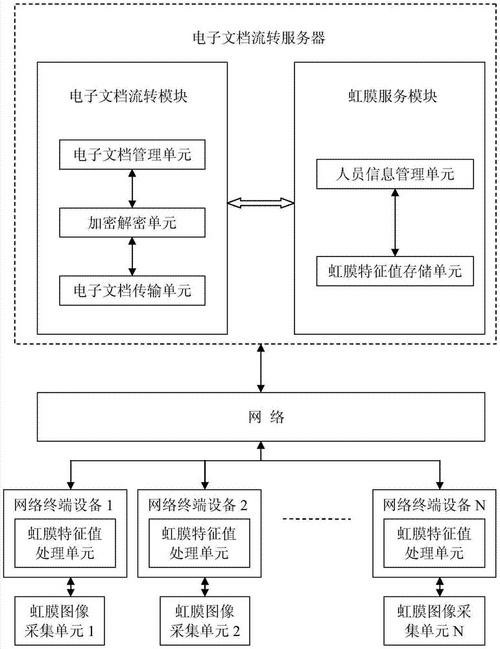 电子文档流转服务器
电子文档流转模块
电子文档管理单元
加密解密单元
电子文档传输单元
虹膜服务模块
人员信息管理单元
虹膜特征值存储单元
网 络
网络终端设备 1
虹膜特征值
处理单元
虹膜图像
采集单元 1
网络终端设备 2
虹膜特征值
处理单元
虹膜图像
采集单元 2
网络终端设备 N
虹膜特征值
处理单元
虹膜图像采
集单元 N